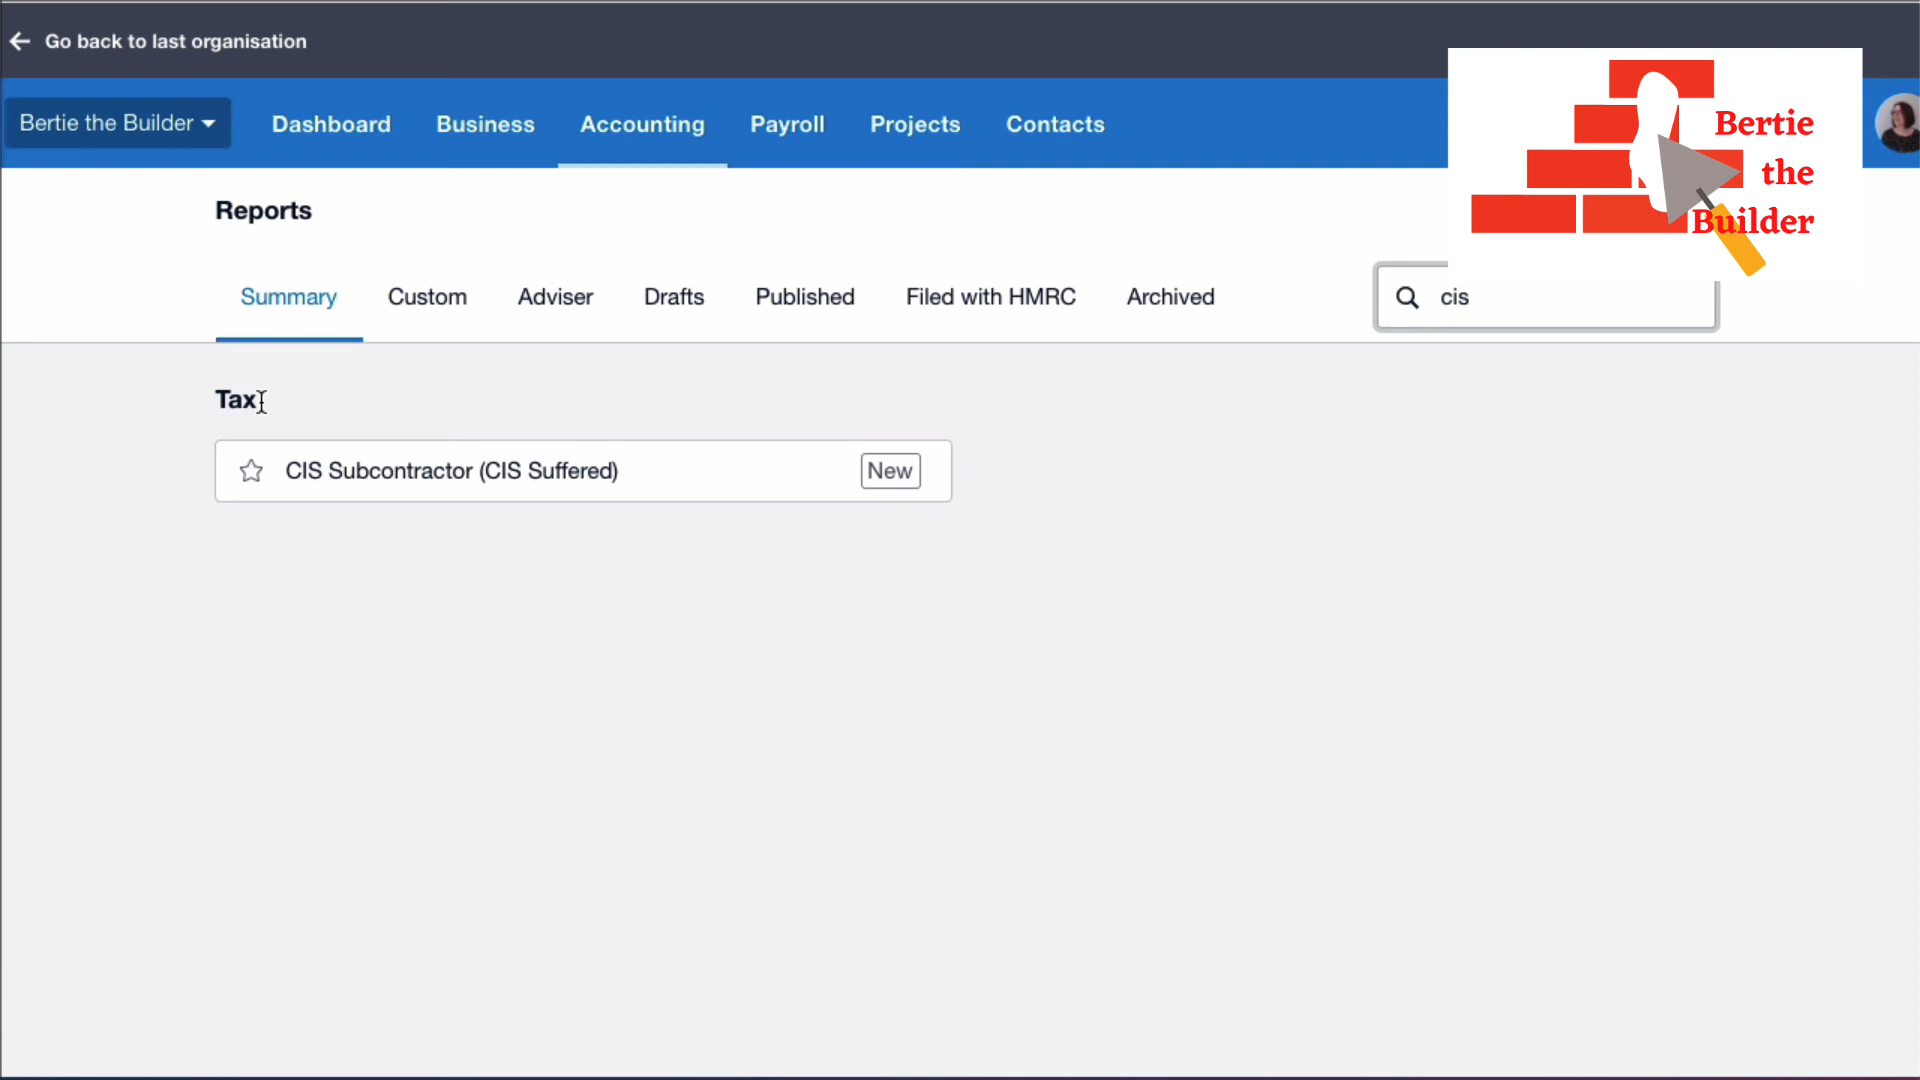 Go back to last organisation
Bertie the Builder
Dashboard
Business
Accounting
Payroll
Projects
Contacts
Bertie
the
Builder
Reports
Summary
Custom
Adviser
Drafts
Published
Filed with HMRC
Archived
cis
Tax
CIS Subcontractor (CIS Suffered)
New